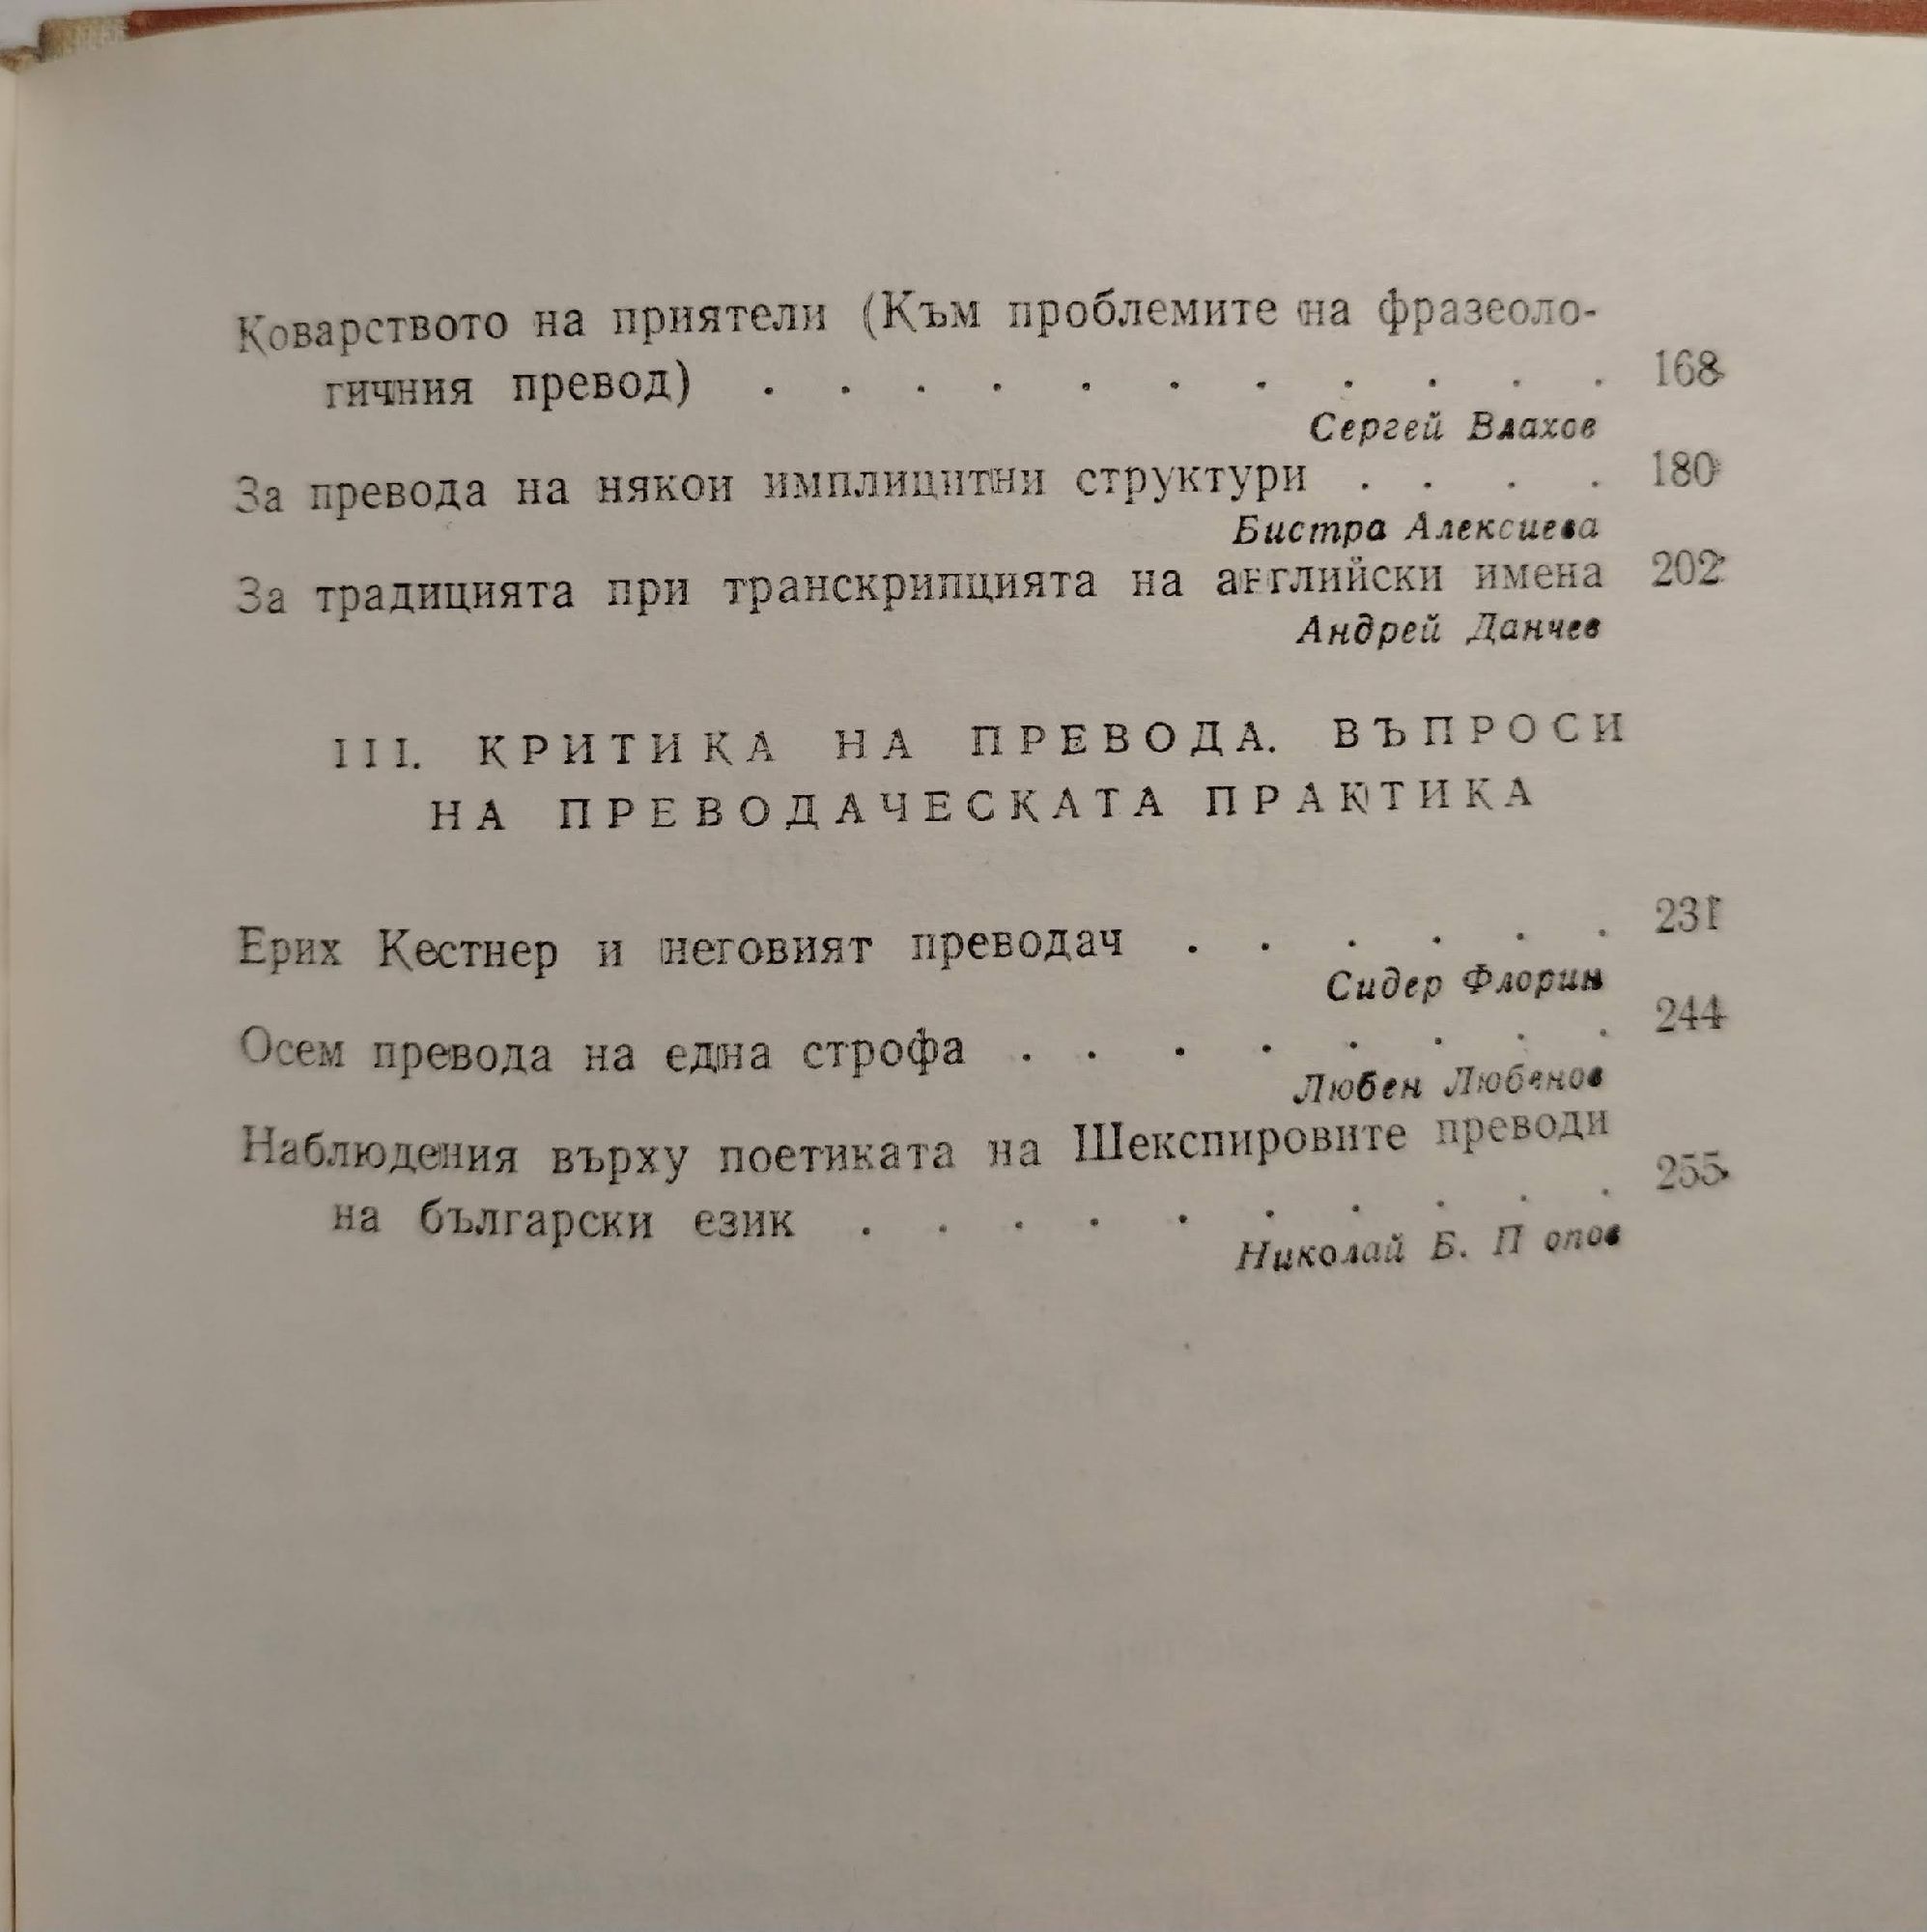 Коварството на приятели (Към проблемите на фразеоло-
гичния превод) . . . . . . . . . . . 168
Сергей Влахов
За превода на някои имплицитни структури . . . . 180
Бистра Алексиева
За традицията при транскрипцията на английски имена 202
Андрей Данчев
III. КРИТИКА НА ПРЕВОДА. ВЪПРОСИ
НА ПРЕВОДАЧЕСКАТА ПРАКТИКА
Ерих Кестнер и неговият преводач . . . . . . 231
Сидер Флорин
Осем превода на една строфа . . . . . . . . 244
Любен Любенов
Наблюдения върху поетиката на Шекспировите преводи
на български език . . . . . . . . . . 255
Николай Б. Попов